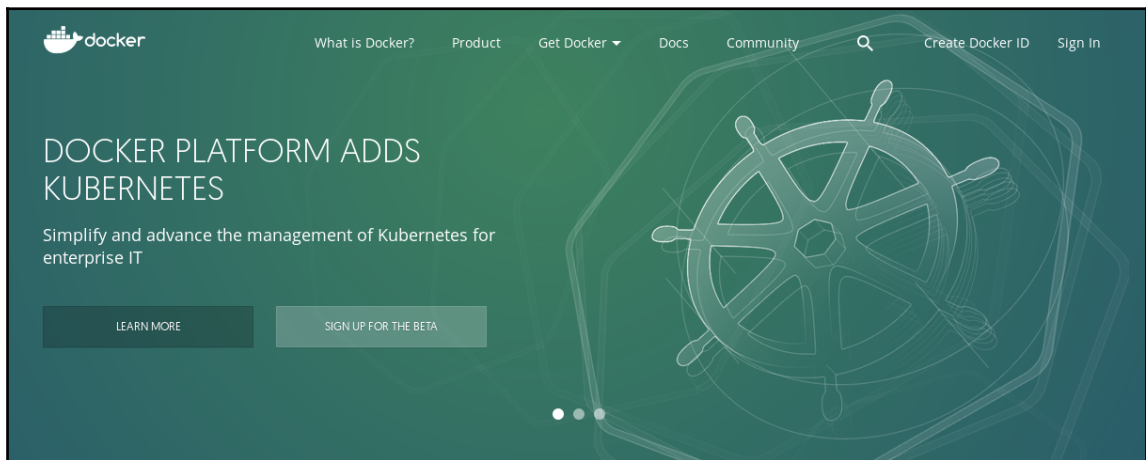 docker
What is Docker? Product Get Docker Docs Community Create Docker ID Sign In
DOCKER PLATFORM ADDS
KUBERNETES
Simplify and advance the management of Kubernetes for
enterprise IT
LEARN MORE
SIGN UP FOR THE BETA